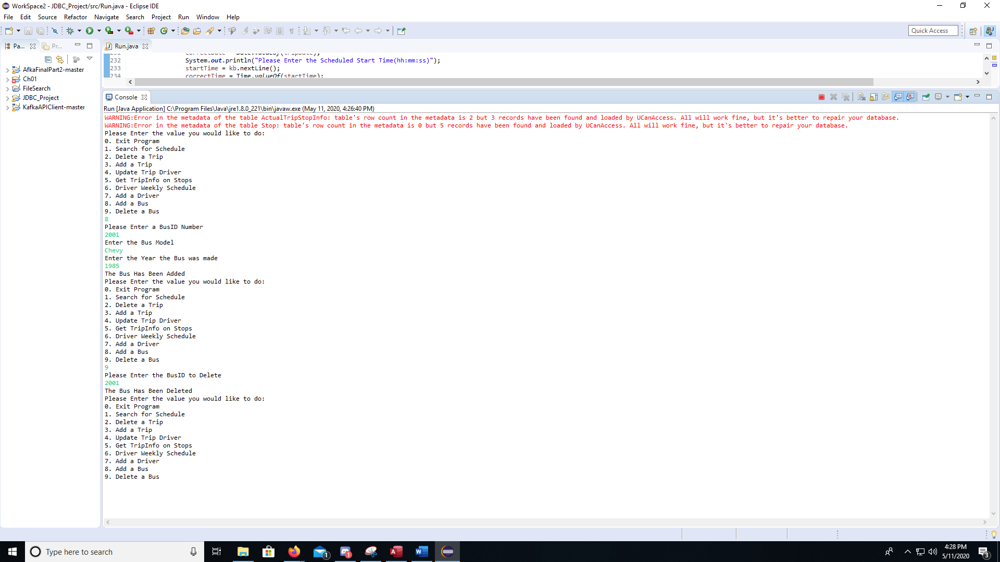 WorkSpace2 - JDBC_Project/src/Run.java - Eclipse IDE
File Edit Source Refactor Navigate Search Project Run Window Help
Quick Access
Pa... Pr... Run.java
232 System.out.println("Please Enter the Scheduled Start Time(hh:mm:ss)");
233 startTime = kb.nextLine();
234 correctTime = Time.valueOf(startTime);
AfkaFinalPart2-master
Ch01
FileSearch
JDBC_Project
KafkaAPIClient-master
Console
Run [Java Application] C:\Program Files\Java\jre1.8.0_221\bin\javaw.exe (May 11, 2020, 4:26:40 PM)
WARNING:Error in the metadata of the table ActualTripStopInfo: table's row count in the metadata is 2 but 3 records have been found and loaded by UCanAccess. All will work fine, but it's better to repair your database.
WARNING:Error in the metadata of the table Stop: table's row count in the metadata is 0 but 5 records have been found and loaded by UCanAccess. All will work fine, but it's better to repair your database.
Please Enter the value you would like to do:
0. Exit Program
1. Search for Schedule
2. Delete a Trip
3. Add a Trip
4. Update Trip Driver
5. Get TripInfo on Stops
6. Driver Weekly Schedule
7. Add a Driver
8. Add a Bus
9. Delete a Bus
8
Please Enter a BusID Number
2001
Enter the Bus Model
Chevy
Enter the Year the Bus was made
1985
The Bus Has Been Added
Please Enter the value you would like to do:
0. Exit Program
1. Search for Schedule
2. Delete a Trip
3. Add a Trip
4. Update Trip Driver
5. Get TripInfo on Stops
6. Driver Weekly Schedule
7. Add a Driver
8. Add a Bus
9. Delete a Bus
9
Please Enter the BusID to Delete
2001
The Bus Has Been Deleted
Please Enter the value you would like to do:
0. Exit Program
1. Search for Schedule
2. Delete a Trip
3. Add a Trip
4. Update Trip Driver
5. Get TripInfo on Stops
6. Driver Weekly Schedule
7. Add a Driver
8. Add a Bus
9. Delete a Bus
Type here to search
1
1
4:28 PM
5/11/2020
3